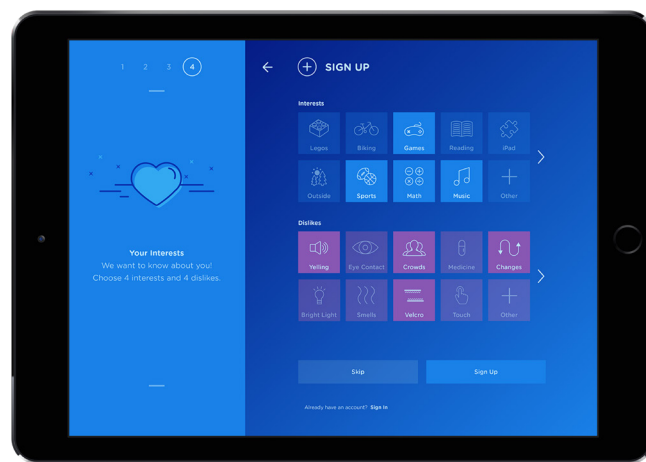 1 2 3 4
Your Interests
We want to know about you!
Choose 4 interests and 4 dislikes.
SIGN UP
Interests
Legos Biking Games Reading iPad
Outside Sports Math Music Other
Dislikes
Yelling Eye Contact Crowds Medicine Changes
Bright Light Smells Velcro Touch Other
Skip Sign Up
Already have an account? Sign In